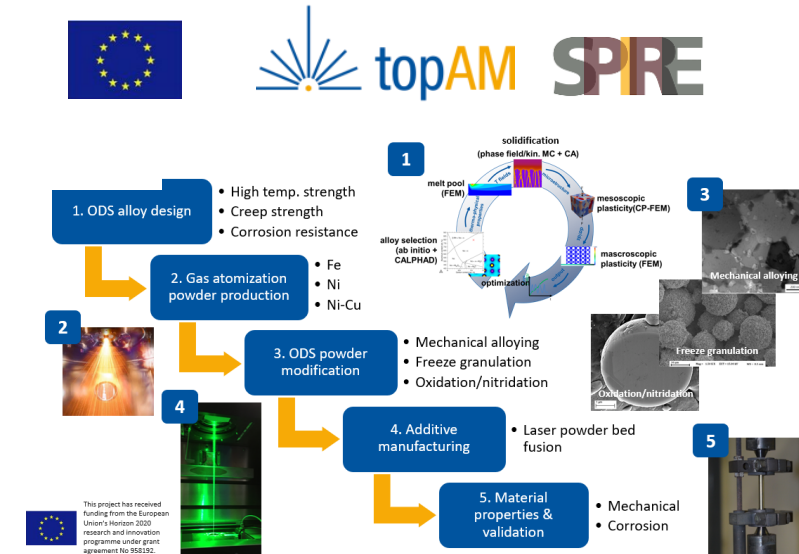 topAM
SPIRE
1
solidification
(phase field/kin. MC + CA)
melt pool
(FEM)
mesoscopic
plasticity(CP-FEM)
alloy selection
(ab initio +
CALPHAD)
mascroscopic
plasticity (FEM)
optimization
3
Mechanical alloying
Freeze granulation
Oxidation/nitridation
1. ODS alloy design
• High temp. strength
• Creep strength
• Corrosion resistance
2. Gas atomization
powder production
• Fe
• Ni
• Ni-Cu
2
3. ODS powder
modification
• Mechanical alloying
• Freeze granulation
• Oxidation/nitridation
4
4. Additive
manufacturing
• Laser powder bed
fusion
5
5. Material
properties &
validation
• Mechanical
• Corrosion
This project has received
funding from the European
Union's Horizon 2020
research and innovation
programme under grant
agreement No 958192.